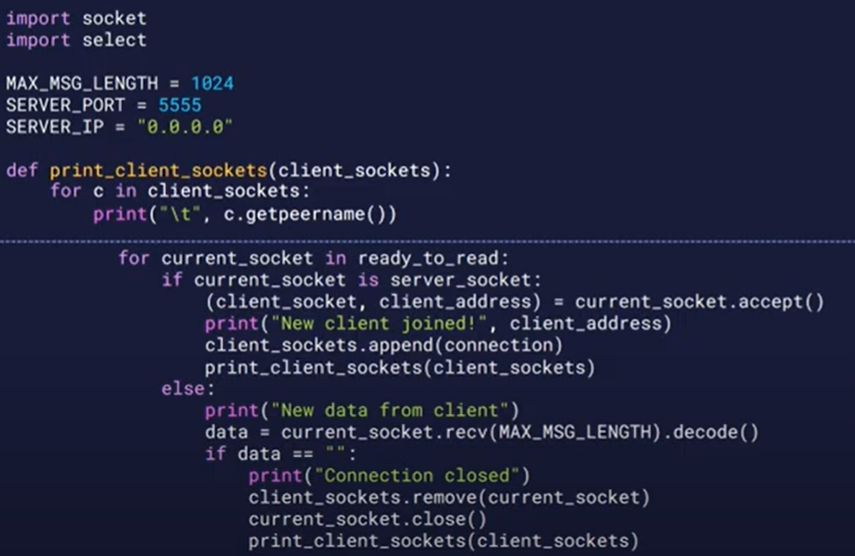 import socket
import select
MAX_MSG_LENGTH = 1024
SERVER_PORT = 5555
SERVER_IP = "0.0.0.0"
def print_client_sockets(client_sockets):
for c in client_sockets:
print("\t", c.getpeername())
for current_socket in ready_to_read:
if current_socket is server_socket:
(client_socket, client_address) = current_socket.accept()
print("New client joined!", client_address)
client_sockets.append(connection)
print_client_sockets(client_sockets)
else:
print("New data from client")
data = current_socket.recv(MAX_MSG_LENGTH).decode()
if data == "":
print("Connection closed")
client_sockets.remove(current_socket)
current_socket.close()
print_client_sockets(client_sockets)